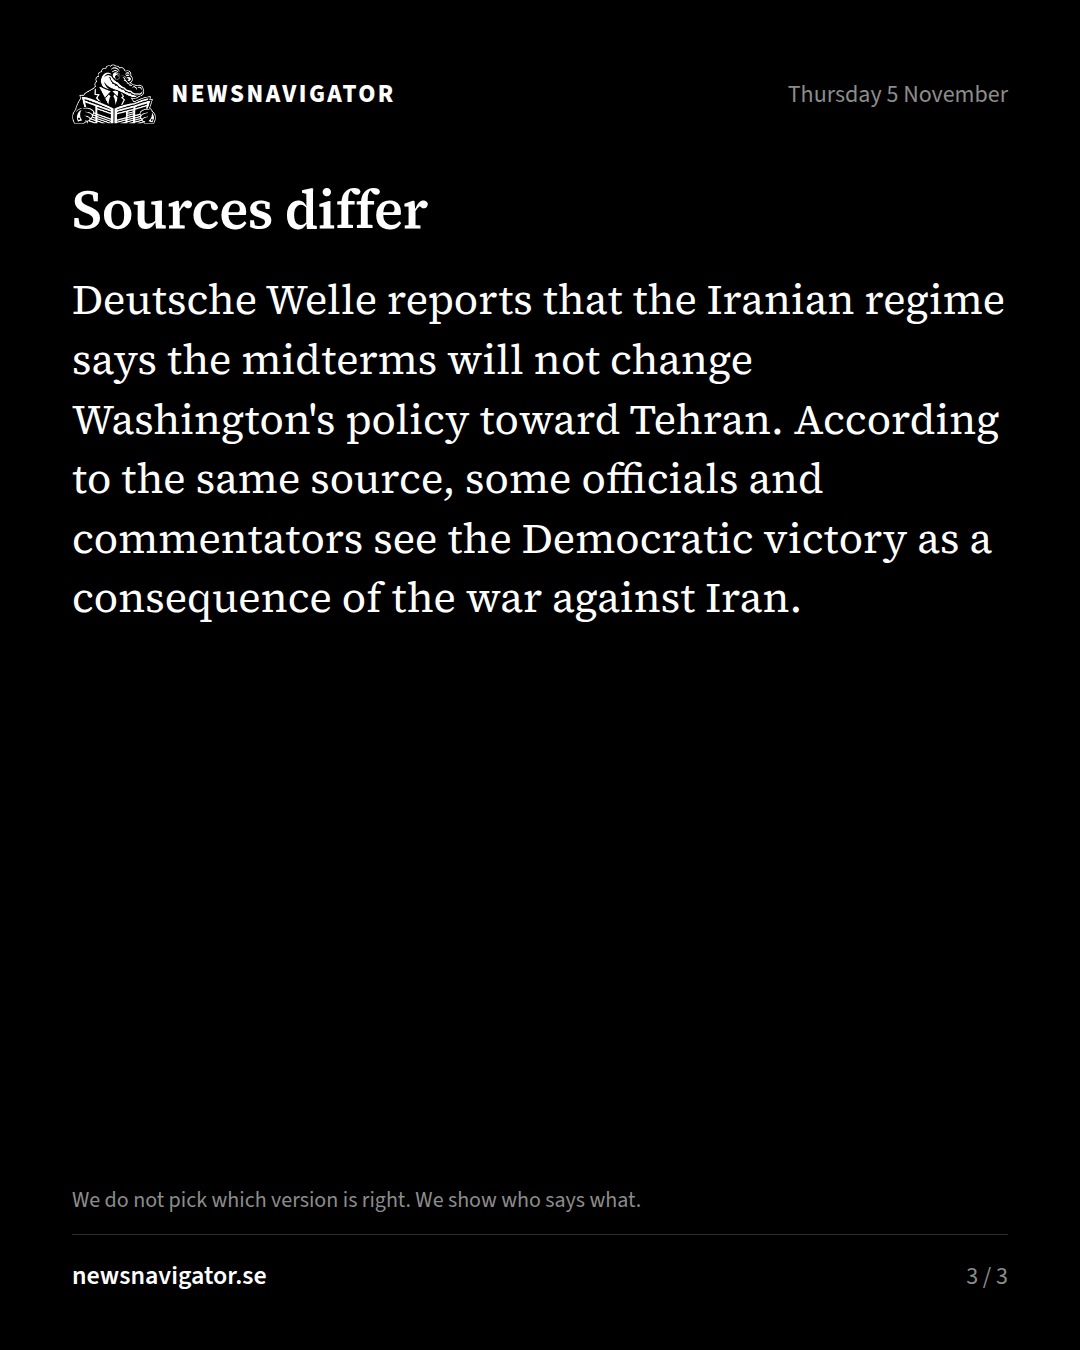 NEWSNAVIGATOR
Thursday 5 November
Sources differ
Deutsche Welle reports that the Iranian regime
says the midterms will not change
Washington's policy toward Tehran. According
to the same source, some officials and
commentators see the Democratic victory as a
consequence of the war against Iran.
We do not pick which version is right. We show who says what.
newsnavigator.se
3 / 3